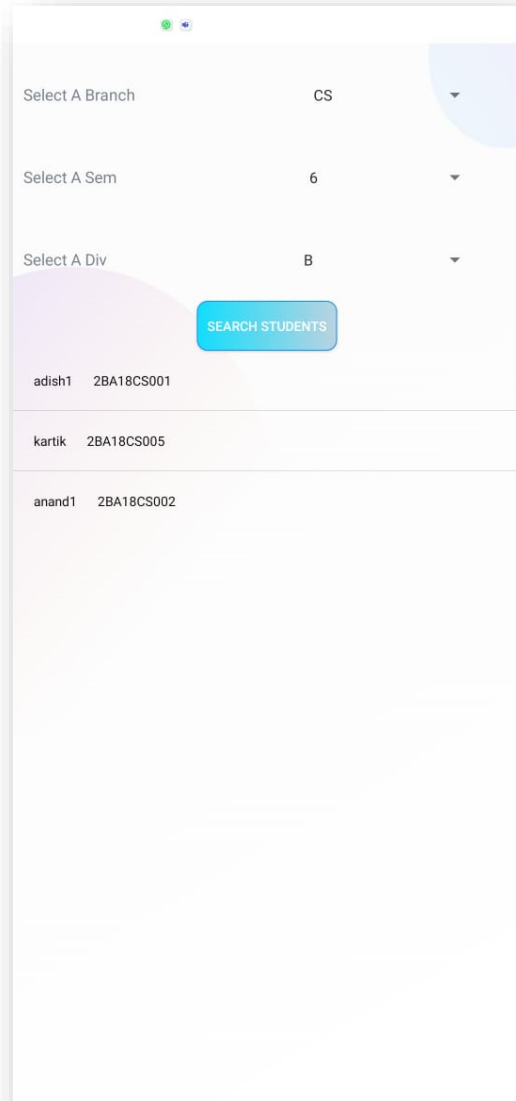 Select A Branch CS
Select A Sem 6
Select A Div B
SEARCH STUDENTS
adish1 2BA18CS001
kartik 2BA18CS005
anand1 2BA18CS002